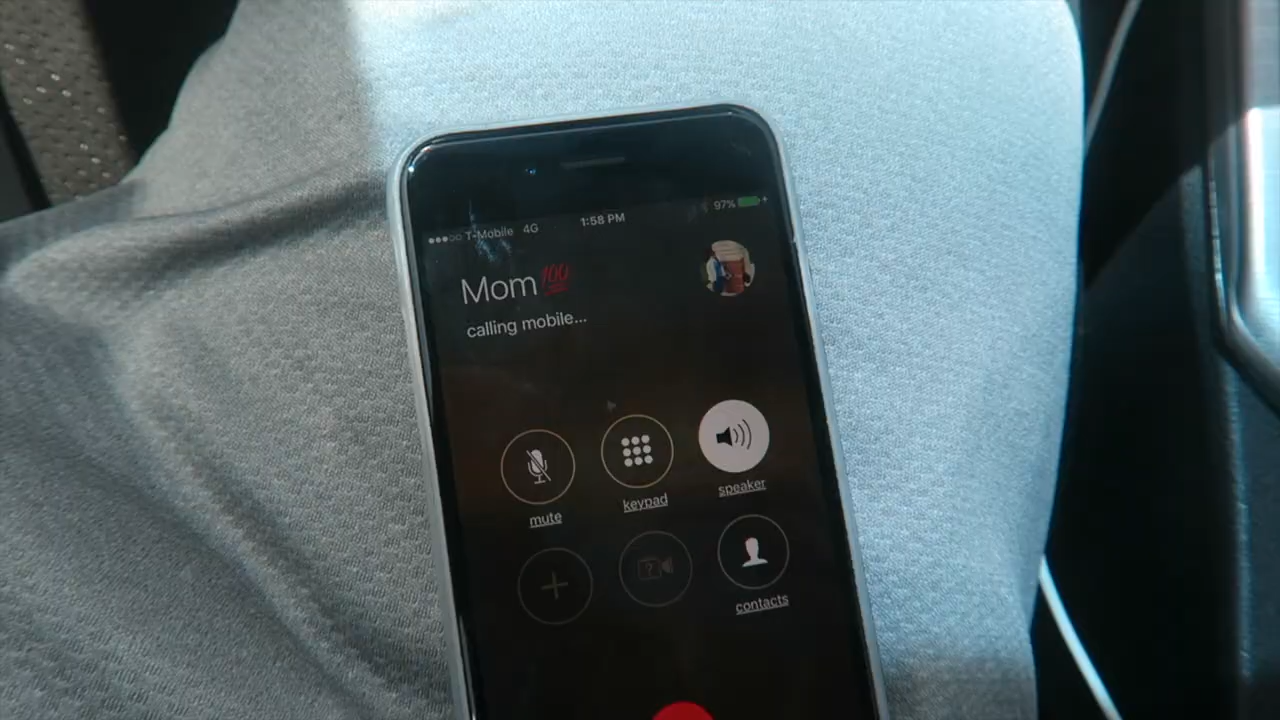 T-Mobile 4G 1:58 PM 97%
Mom💯
calling mobile...
mute keypad speaker
contacts